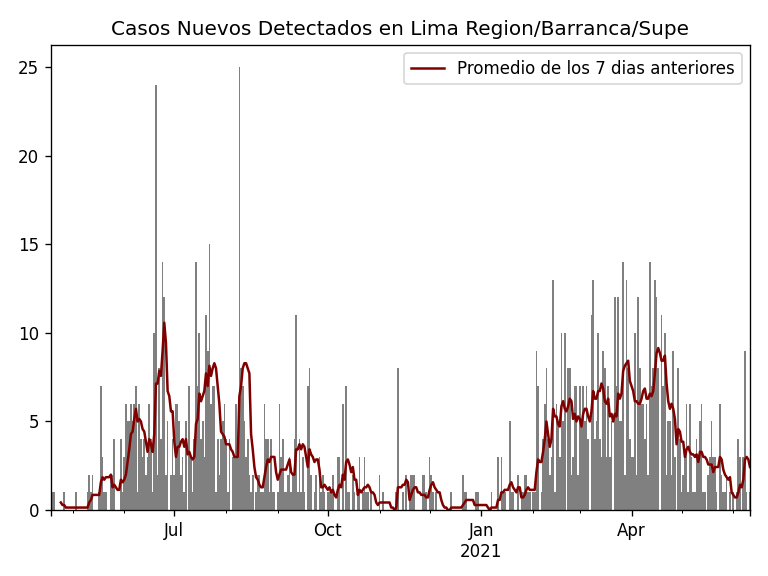 Casos Nuevos Detectados en Lima Region/Barranca/Supe
Promedio de los 7 dias anteriores
25
20
15
10
5
0
Jul
Oct
Jan
2021
Apr